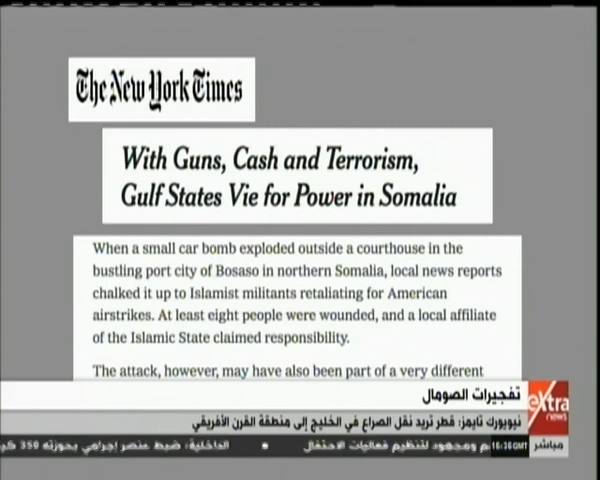 The New York Times
With Guns, Cash and Terrorism,
Gulf States Vie for Power in Somalia
When a small car bomb exploded outside a courthouse in the
bustling port city of Bosaso in northern Somalia, local news reports
chalked it up to Islamist militants retaliating for American
airstrikes. At least eight people were wounded, and a local affiliate
of the Islamic State claimed responsibility.
The attack, however, may have also been part of a very different
تفجيرات الصومال
eXtra
news
نيويورك تايمز: قطر تريد نقل الصراع في الخليج إلى منطقة القرن الأفريقي
مباشر
16:36GMT
م ومجهود لتنظيم فعاليات الاحتفال
الداخلية: ضبط عنصر إجرامي بحوزته 350 كي